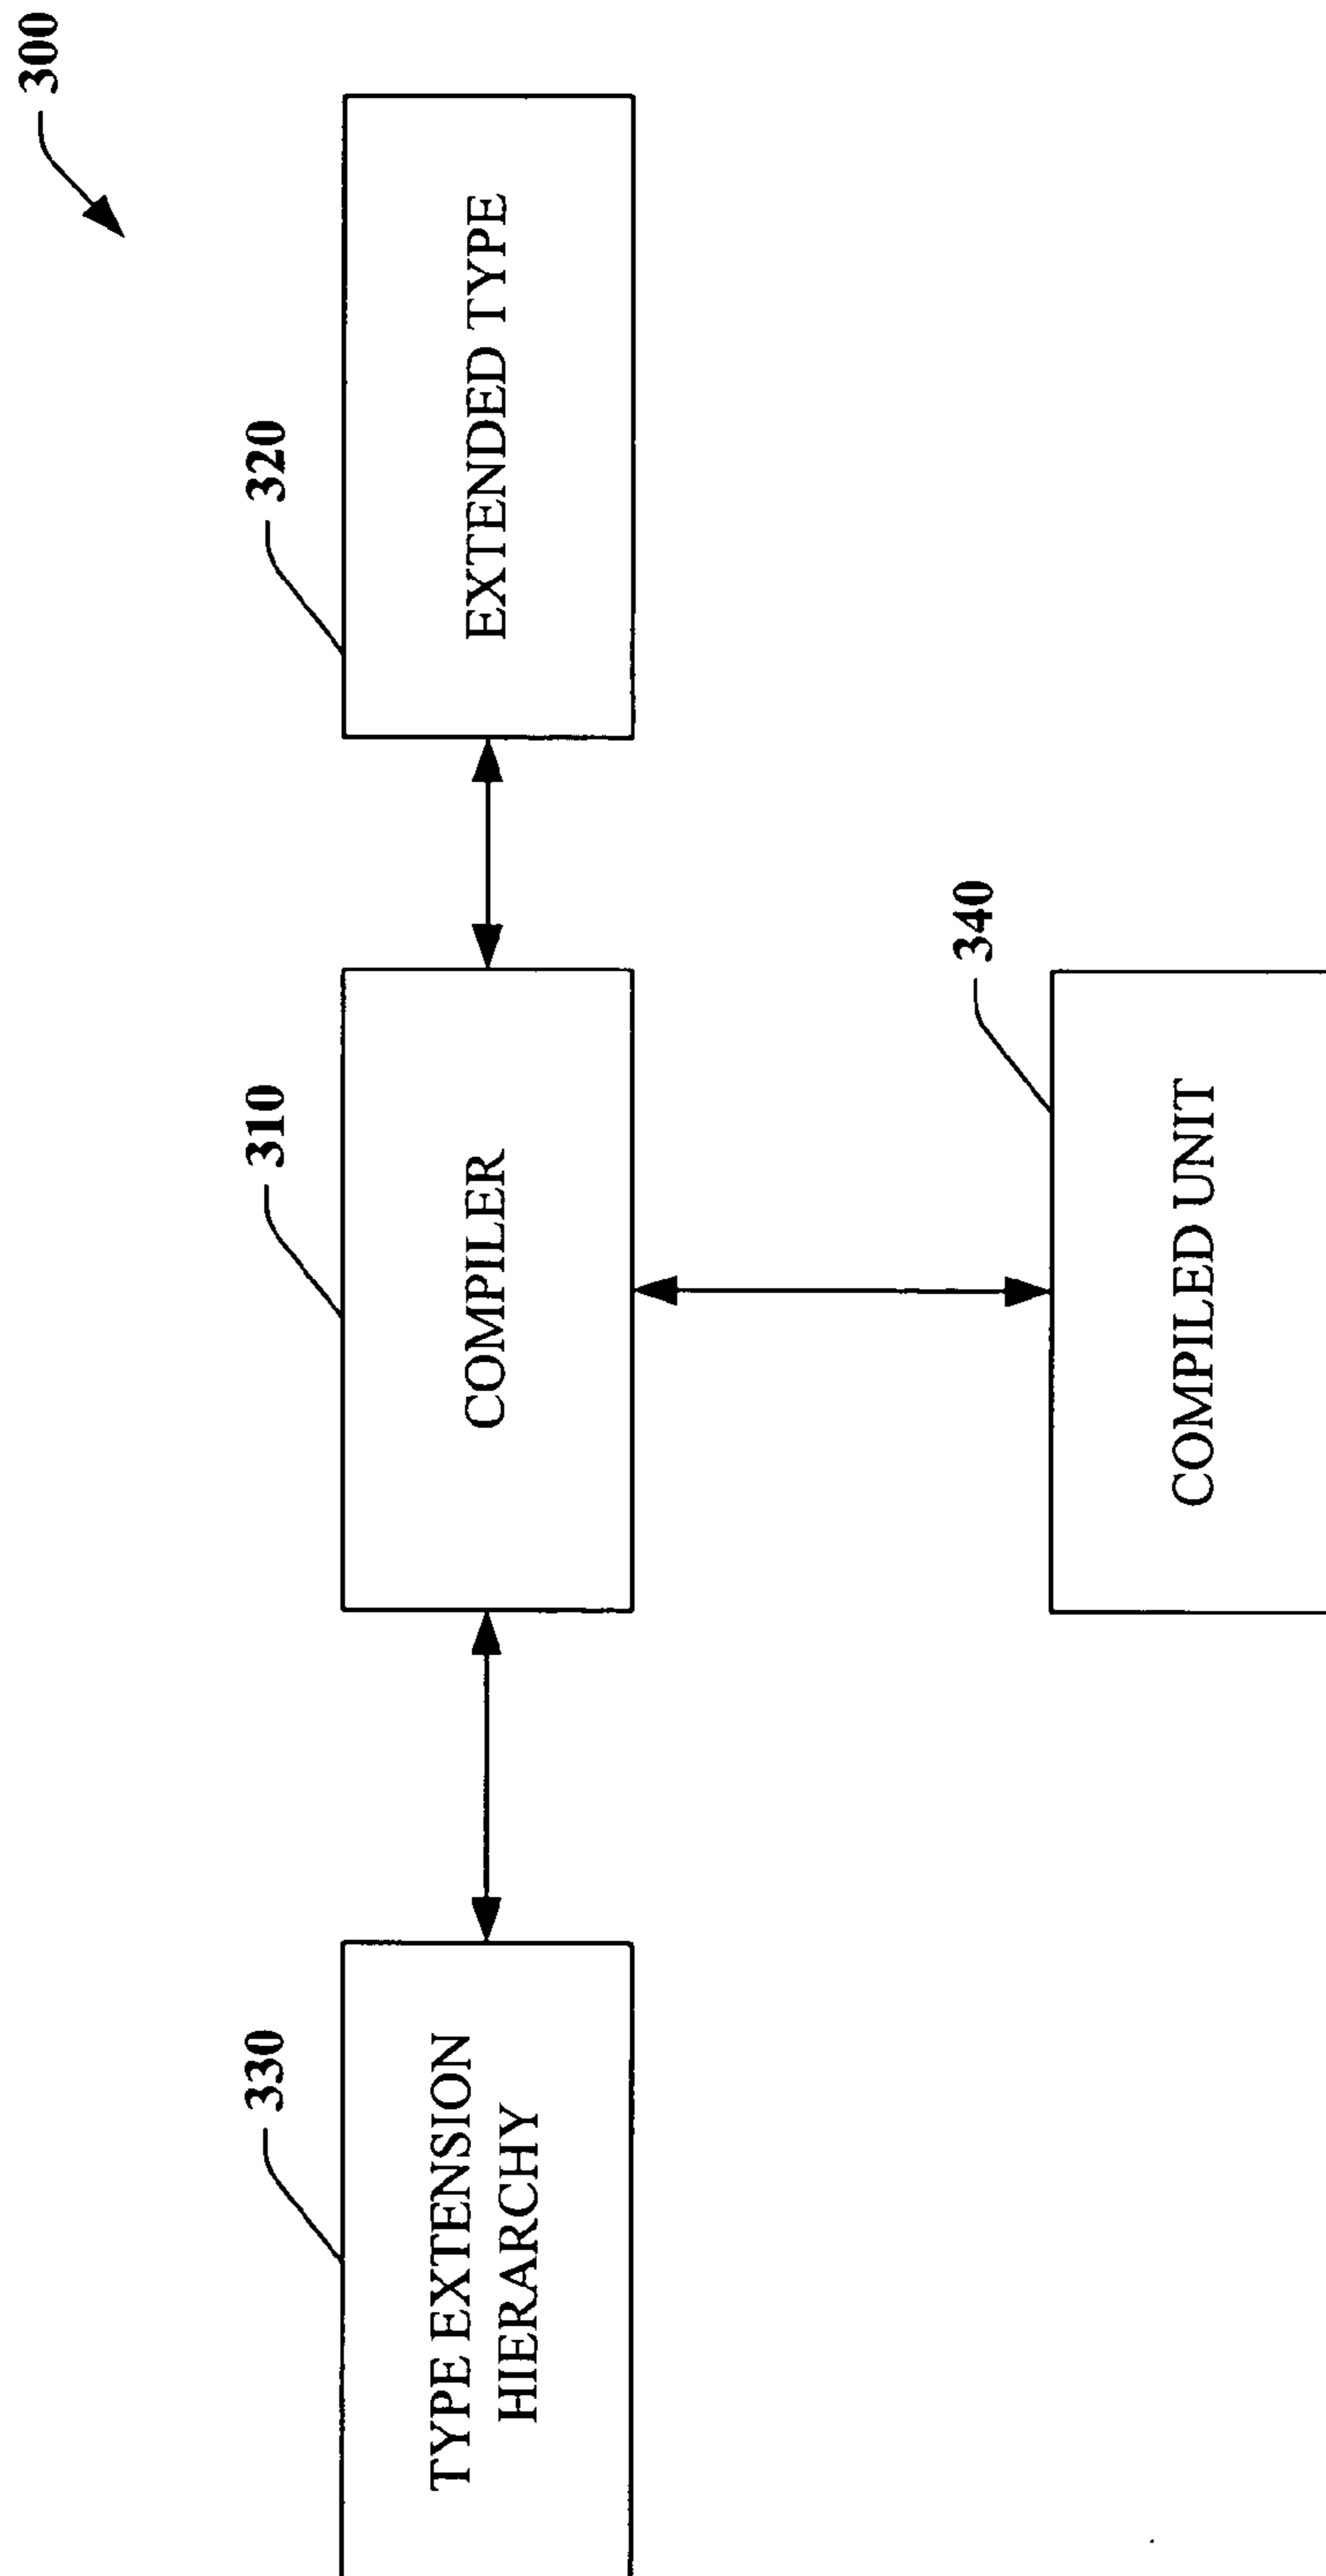 300
330
310
320
TYPE EXTENSION
HIERARCHY
COMPILER
EXTENDED TYPE
340
COMPILED UNIT